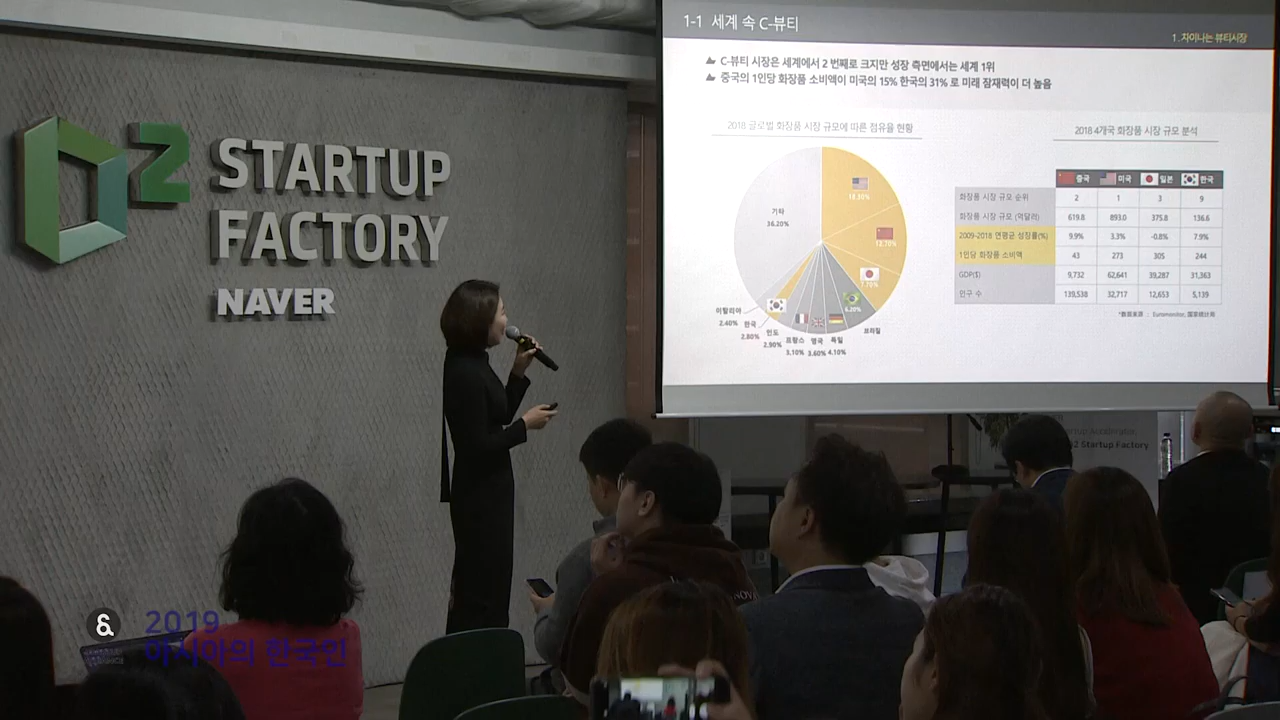 D2
STARTUP
FACTORY
NAVER
1-1 세계 속 C-뷰티
1. 차이나는 뷰티시장
C-뷰티 시장은 세계에서 2 번째로 크지만 성장 측면에서는 세계 1위
중국의 1인당 화장품 소비액이 미국의 15% 한국의 31% 로 미래 잠재력이 더 높음
2018 글로벌 화장품 시장 규모에 따른 점유율 현황
기타
36.20%
18.30%
12.70%
7.70%
6.20%
브라질
독일
4.10%
영국
3.60%
프랑스
3.10%
인도
2.90%
한국
2.80%
이탈리아
2.40%
2018 4개국 화장품 시장 규모 분석
중국 미국 일본 한국
화장품 시장 규모 순위 2 1 3 9
화장품 시장 규모 (억달러) 619.8 893.0 375.8 136.6
2009-2018 연평균 성장률(%) 9.9% 3.3% -0.8% 7.9%
1인당 화장품 소비액 43 273 305 244
GDP($) 9,732 62,641 39,287 31,363
인구 수 139,538 32,717 12,653 5,139
*数据来源 : Euromonitor, 国家统计局
Startup Factory
&
2019
아시아의 한국인